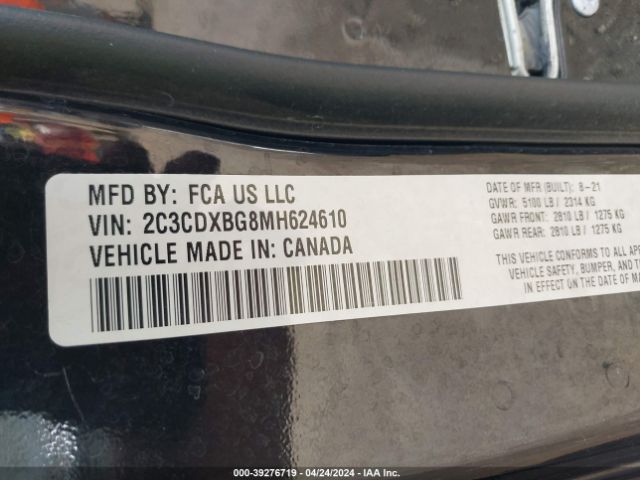 MFD BY: FCA US LLC
VIN: 2C3CDXBG8MH624610
VEHICLE MADE IN: CANADA
DATE OF MFR (BUILT): 8-21
GVWR: 5100 LB / 2314 KG
GAWR FRONT: 2810 LB / 1275 KG
GAWR REAR: 2810 LB / 1275 KG
THIS VEHICLE CONFORMS TO ALL APP
VEHICLE SAFETY, BUMPER, AND
IN EFFECT ON THE DATE OF MA
000-39276719 - 04/24/2024 - IAA Inc.